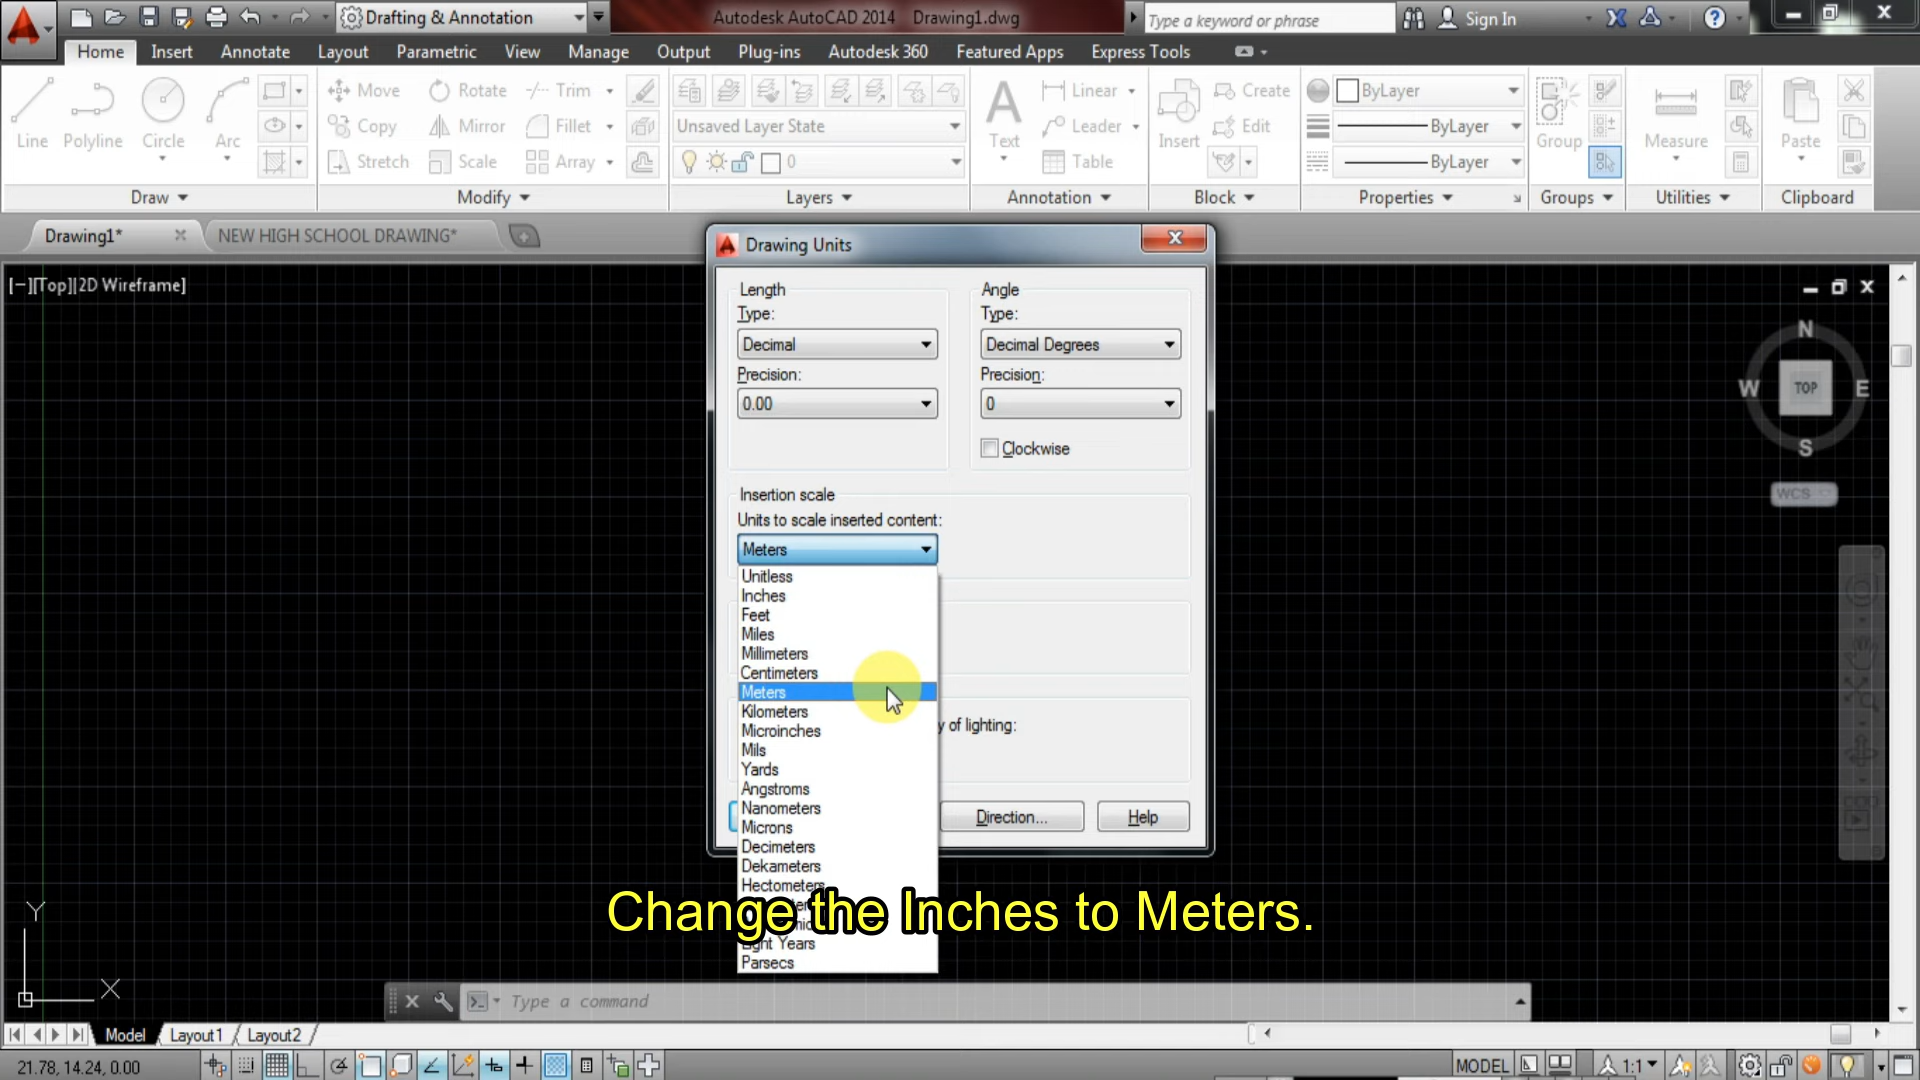 Drafting & Annotation
Autodesk AutoCAD 2014 Drawing1.dwg
Type a keyword or phrase
Sign In
Home Insert Annotate Layout Parametric View Manage Output Plug-ins Autodesk 360 Featured Apps Express Tools
Line Polyline Circle Arc
Move Rotate Trim
Copy Mirror Fillet
Stretch Scale Array
Unsaved Layer State
0
Text
Linear
Leader
Table
Insert
Create
Edit
ByLayer
ByLayer
ByLayer
Group
Measure
Paste
Draw Modify Layers Annotation Block Properties Groups Utilities Clipboard
Drawing1* NEW HIGH SCHOOL DRAWING*
[−][Top][2D Wireframe]
Drawing Units
Length
Type:
Decimal
Precision:
0.00
Angle
Type:
Decimal Degrees
Precision:
0
Clockwise
Insertion scale
Units to scale inserted content:
Meters
Unitless
Inches
Feet
Miles
Millimeters
Centimeters
Meters
Kilometers
Microinches
Mils
Yards
Angstroms
Nanometers
Microns
Decimeters
Dekameters
Hectometers
Light Years
Parsecs
y of lighting:
Direction...
Help
N
W TOP E
S
WCS
Change the Inches to Meters.
Y
X
Type a command
Model Layout1 Layout2
21.78, 14.24, 0.00
MODEL
1:1